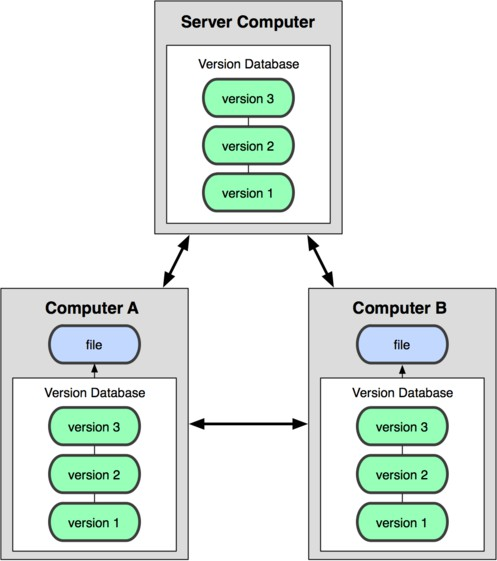 Server Computer
Version Database
version 3
version 2
version 1
Computer A
file
Version Database
version 3
version 2
version 1
Computer B
file
Version Database
version 3
version 2
version 1